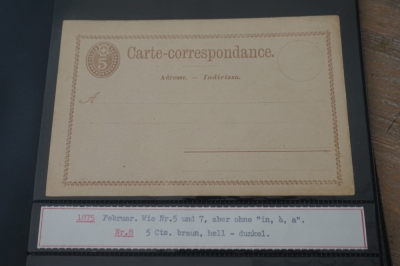 5
Carte-correspondance.
Adresse. — Indirizzo.
A
1875 Februar. Wie Nr.5 und 7, aber ohne "in, à, a".
Nr.8 5 Cts. braun, hell - dunkel.